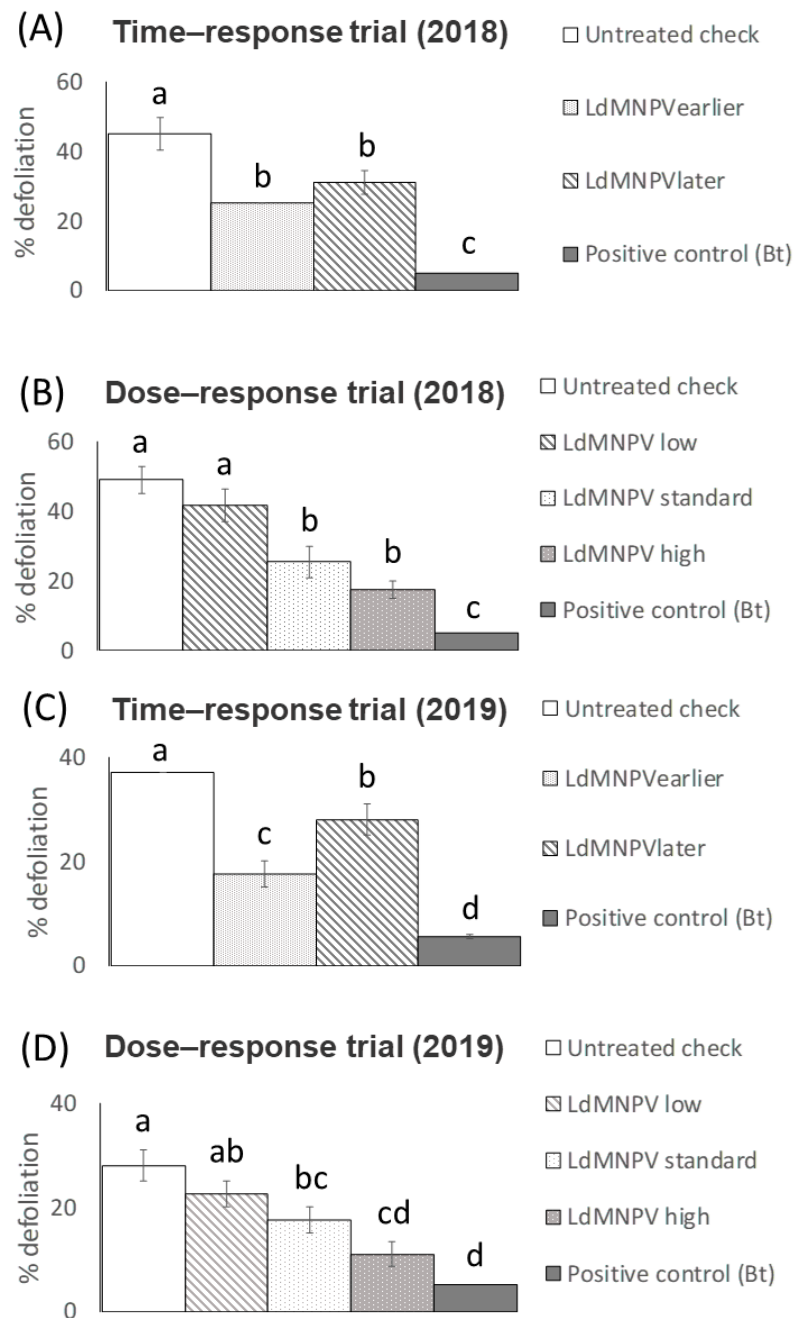 (A) Time–response trial (2018)
% defoliation
60
40
20
0
a
b
b
c
Untreated check
LdMNPVearlier
LdMNPVlater
Positive control (Bt)
(B) Dose–response trial (2018)
% defoliation
60
40
20
0
a
a
b
b
c
Untreated check
LdMNPV low
LdMNPV standard
LdMNPV high
Positive control (Bt)
(C) Time–response trial (2019)
% defoliation
40
20
0
a
c
b
d
Untreated check
LdMNPVearlier
LdMNPVlater
Positive control (Bt)
(D) Dose–response trial (2019)
% defoliation
40
20
0
a
ab
bc
cd
d
Untreated check
LdMNPV low
LdMNPV standard
LdMNPV high
Positive control (Bt)